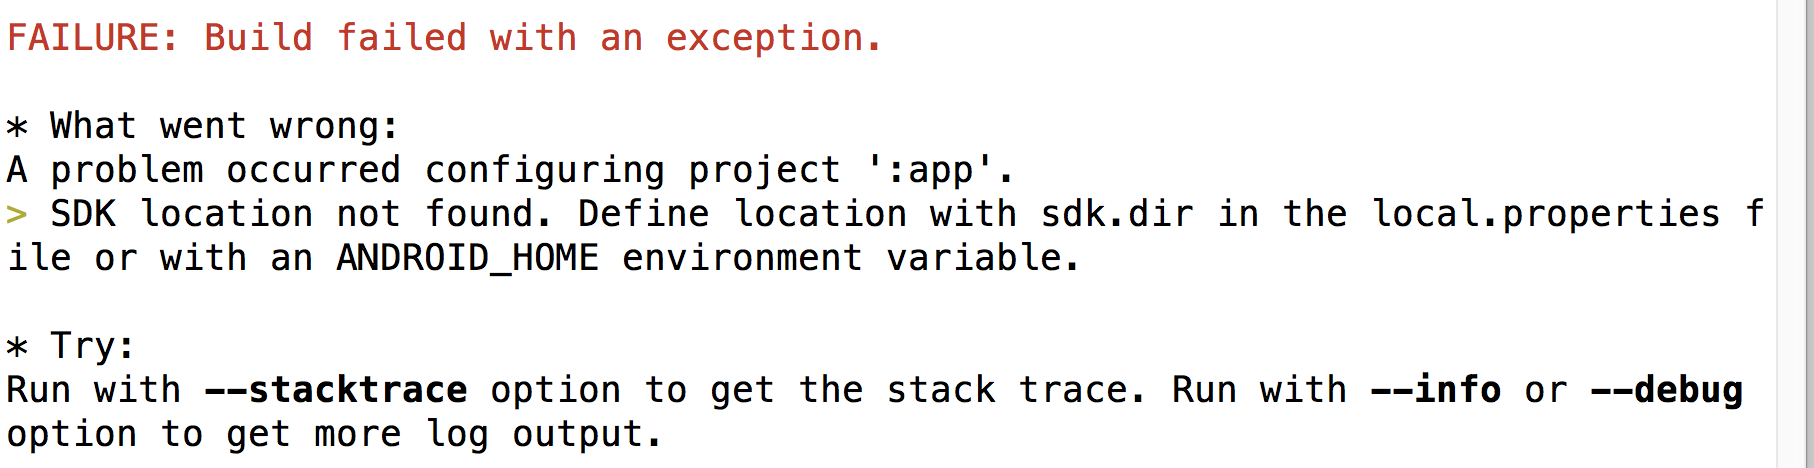 FAILURE: Build failed with an exception.
* What went wrong:
A problem occurred configuring project ':app'.
> SDK location not found. Define location with sdk.dir in the local.properties f
ile or with an ANDROID_HOME environment variable.
* Try:
Run with --stacktrace option to get the stack trace. Run with --info or --debug
option to get more log output.